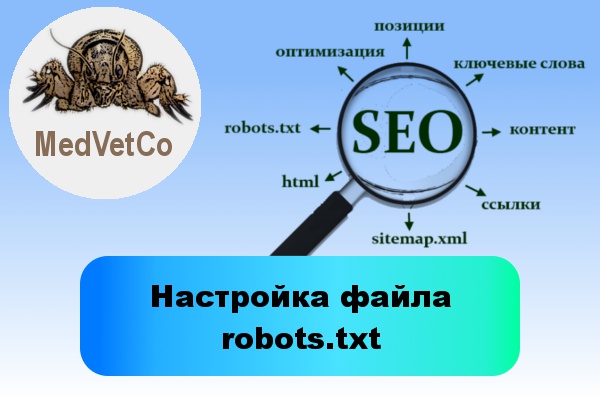 позиции
оптимизация
ключевые слова
MedVetCo
robots.txt
SEO
контент
html
ссылки
sitemap.xml
Настройка файла
robots.txt